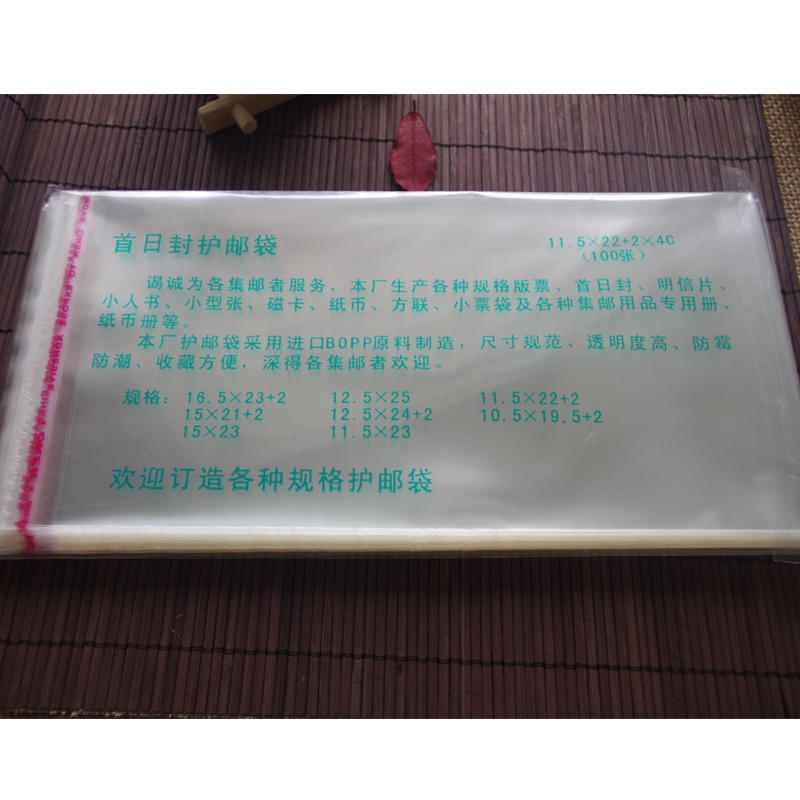 首日封护邮袋
11.5×22+2×4C
（100张）
谒诚为各集邮者服务，本厂生产各种规格版票、首日封、明信片、
小人书、小型张、磁卡、纸币、方联、小票袋及各种集邮用品专用册、
纸币册等。
本厂护邮袋采用进口BOPP原料制造，尺寸规范、透明度高、防霉
防潮、收藏方便，深得各集邮者欢迎。
规格： 16.5×23+2 12.5×25 11.5×22+2
15×21+2 12.5×24+2 10.5×19.5+2
15×23 11.5×23
欢迎订造各种规格护邮袋